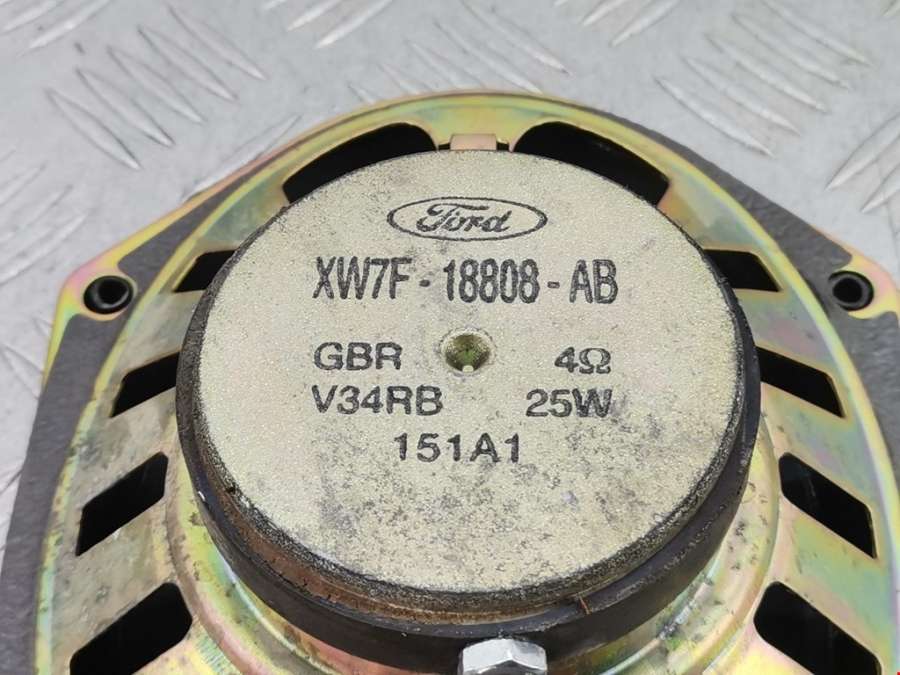 Ford
XW7F-18808-AB
GBR 4Ω
V34RB 25W
151A1